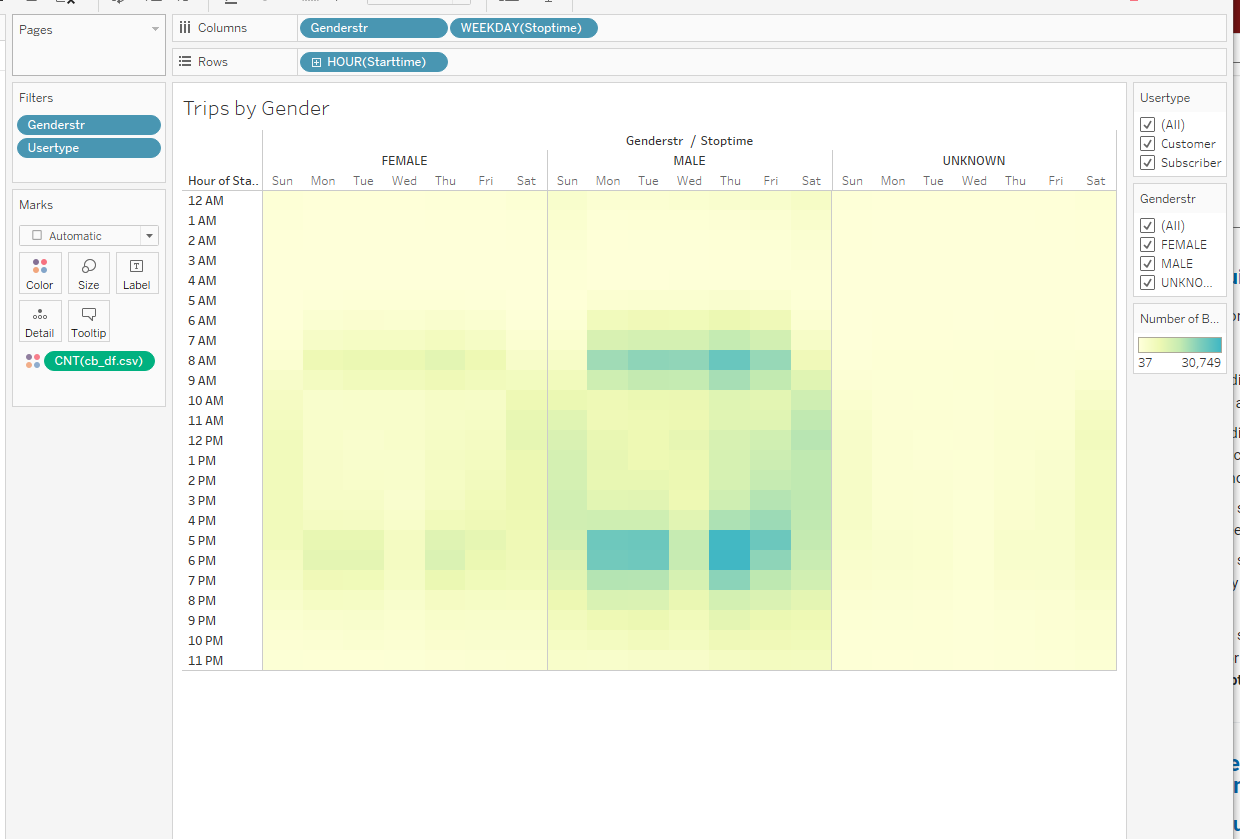 Pages
Columns
Genderstr
WEEKDAY(Stoptime)
Rows
HOUR(Starttime)
Filters
Genderstr
Usertype
Marks
Automatic
Color
Size
Label
Detail
Tooltip
CNT(cb_df.csv)
Trips by Gender
Genderstr / Stoptime
FEMALE MALE UNKNOWN
Hour of Sta.. Sun Mon Tue Wed Thu Fri Sat Sun Mon Tue Wed Thu Fri Sat Sun Mon Tue Wed Thu Fri Sat
12 AM
1 AM
2 AM
3 AM
4 AM
5 AM
6 AM
7 AM
8 AM
9 AM
10 AM
11 AM
12 PM
1 PM
2 PM
3 PM
4 PM
5 PM
6 PM
7 PM
8 PM
9 PM
10 PM
11 PM
Usertype
(All)
Customer
Subscriber
Genderstr
(All)
FEMALE
MALE
UNKNO...
Number of B...
37 30,749